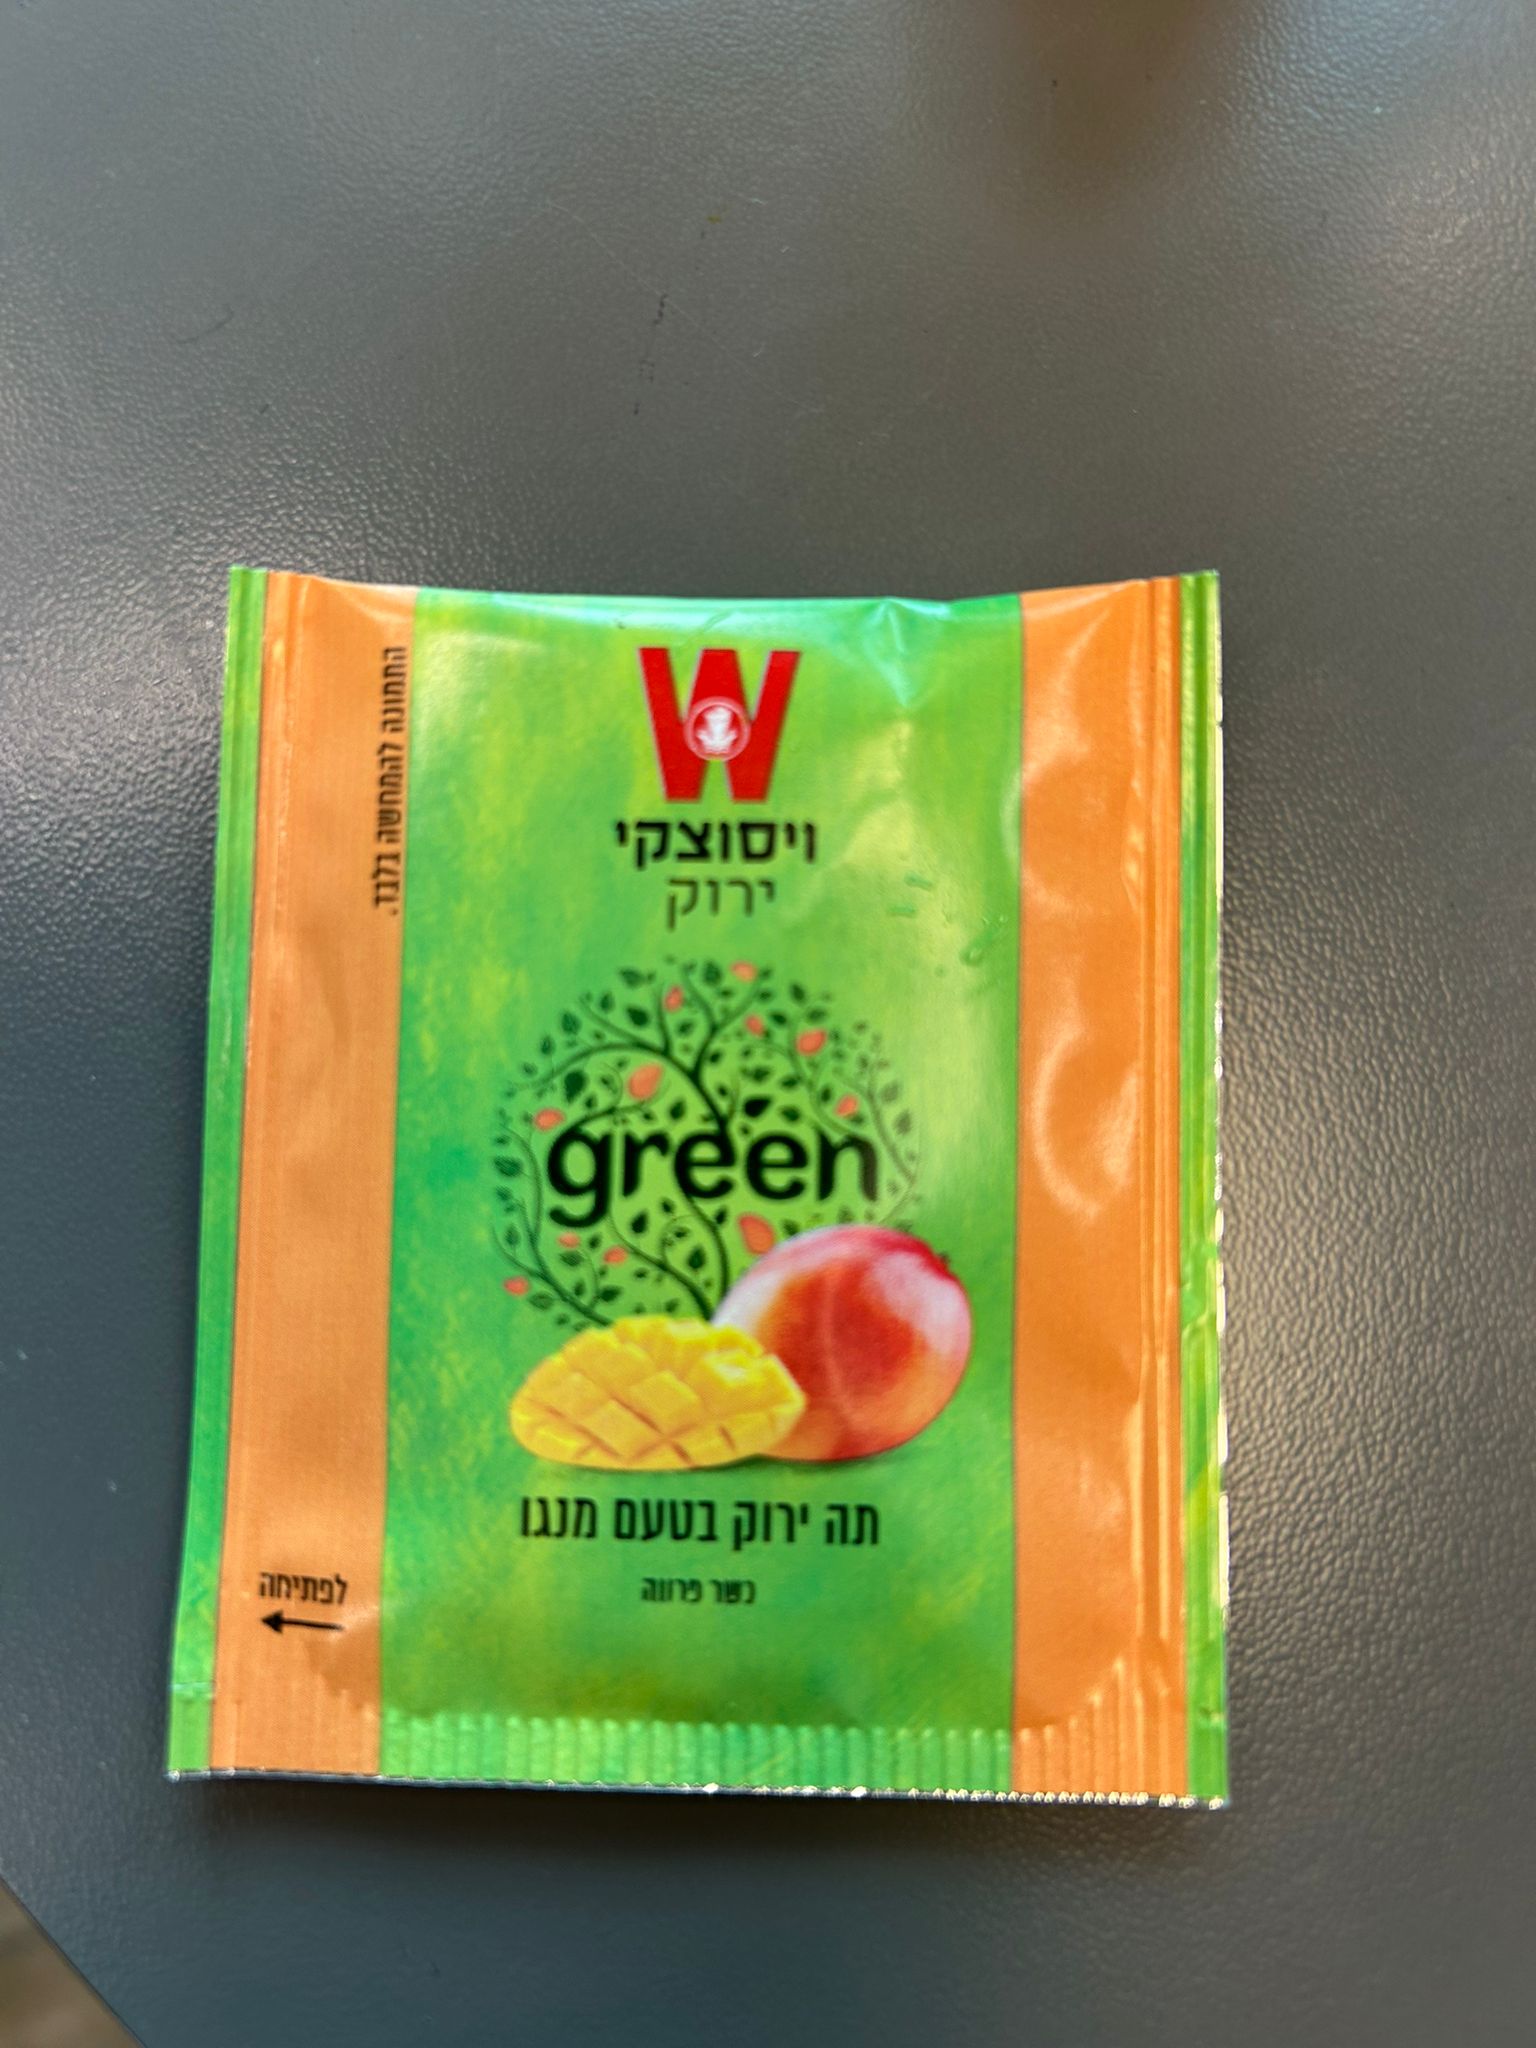 W
ויסוצקי
ירוק
green
תה ירוק בטעם מנגו
כשר פרווה
התמונה להמחשה בלבד.
לפתיחה